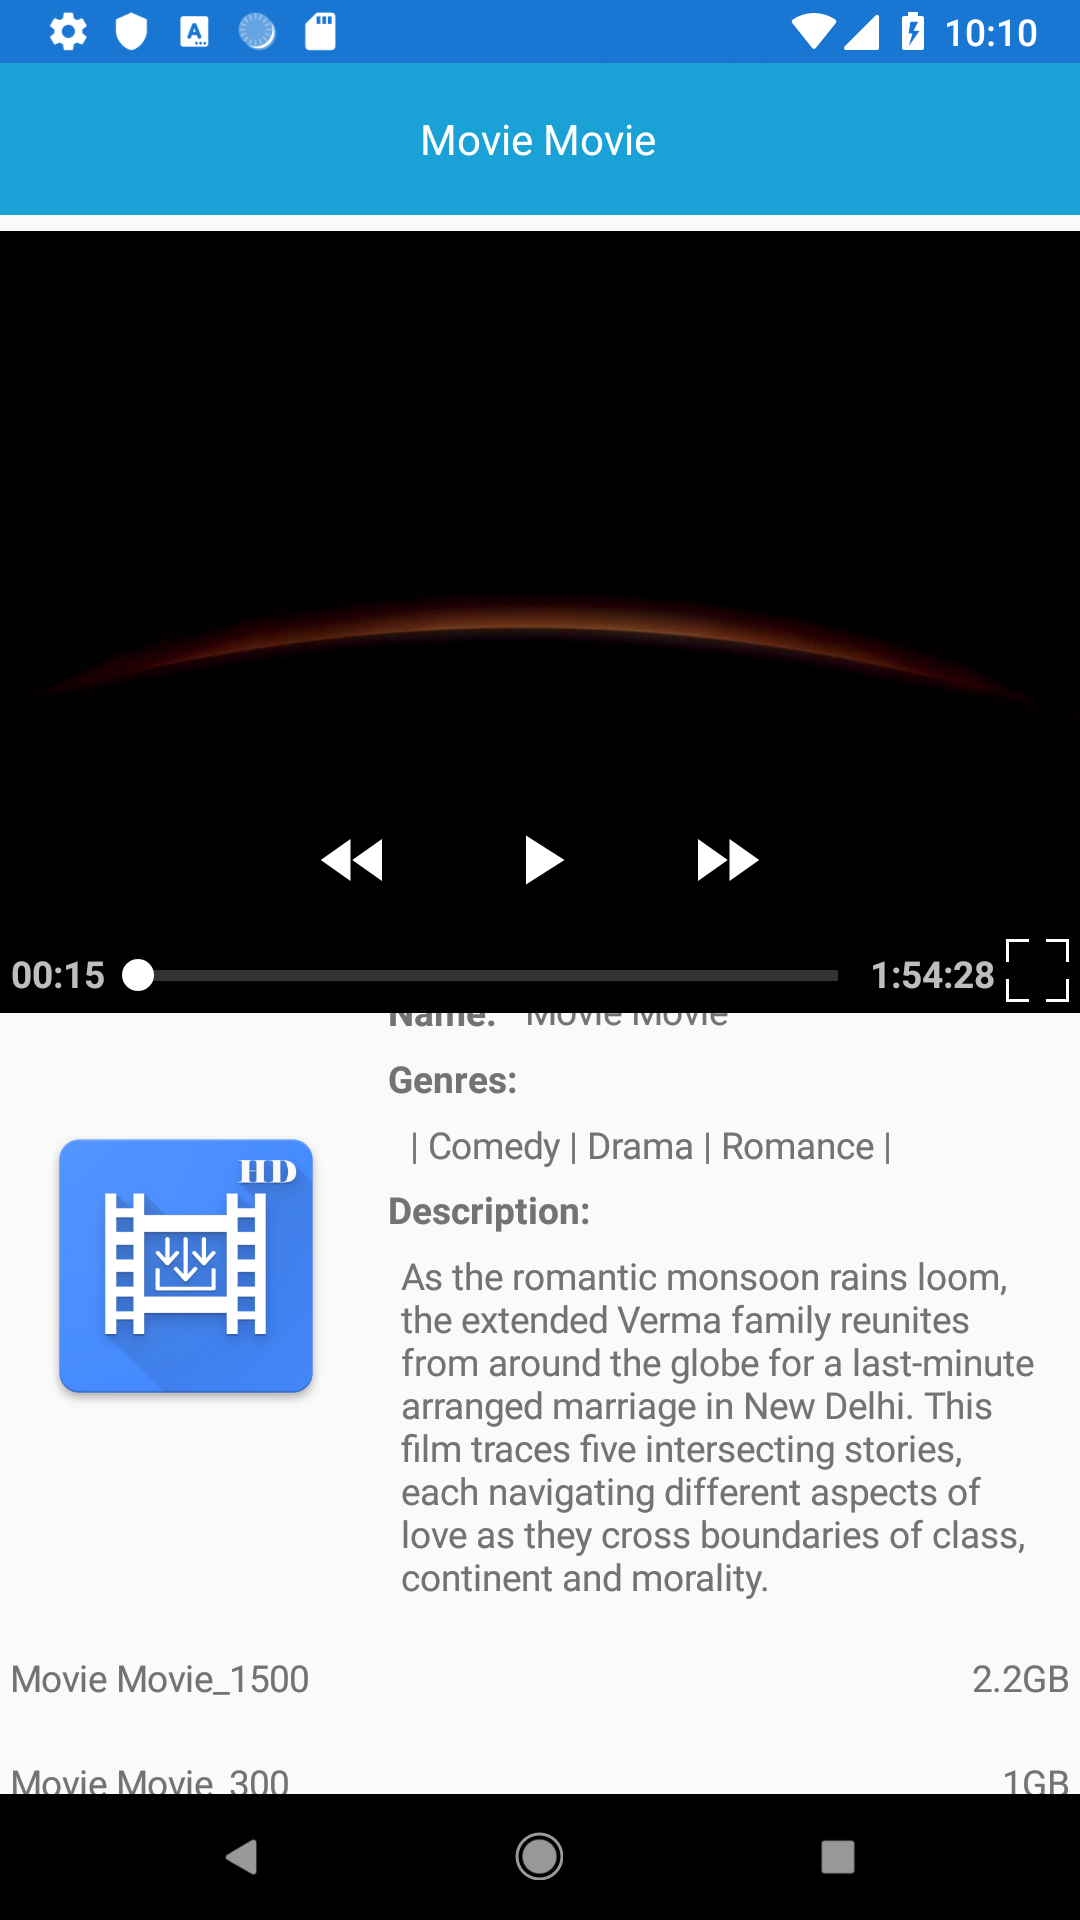 10:10
Movie Movie
00:15
1:54:28
Name: Movie Movie
Genres:
| Comedy | Drama | Romance |
HD
Description:
As the romantic monsoon rains loom,
the extended Verma family reunites
from around the globe for a last-minute
arranged marriage in New Delhi. This
film traces five intersecting stories,
each navigating different aspects of
love as they cross boundaries of class,
continent and morality.
Movie Movie_1500 2.2GB
Movie Movie_300 1GB